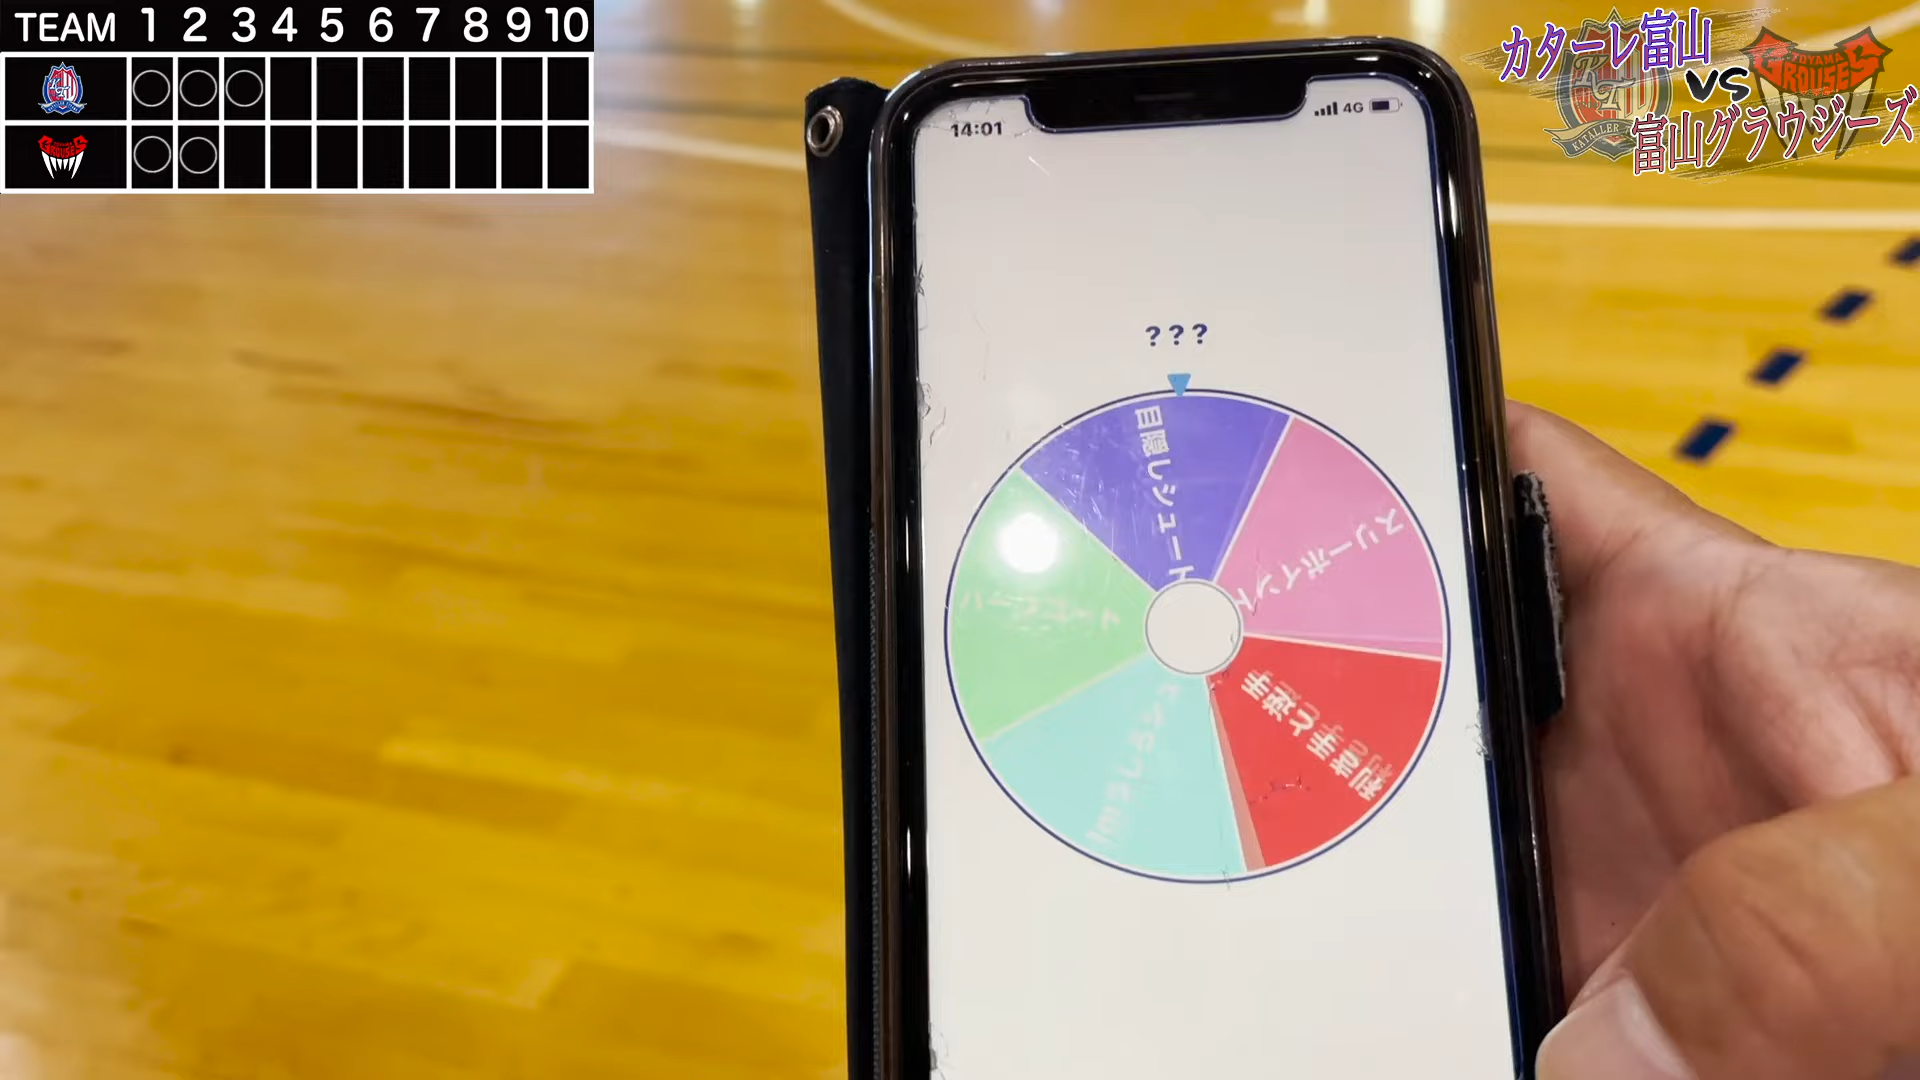 TEAM 1 2 3 4 5 6 7 8 9 10
カターレ富山
VS
富山グラウジーズ
TOYAMA
GROUSES
KATALLER
14:01
4G
???
目隠しシュート
スリーポイント
利き手と逆手